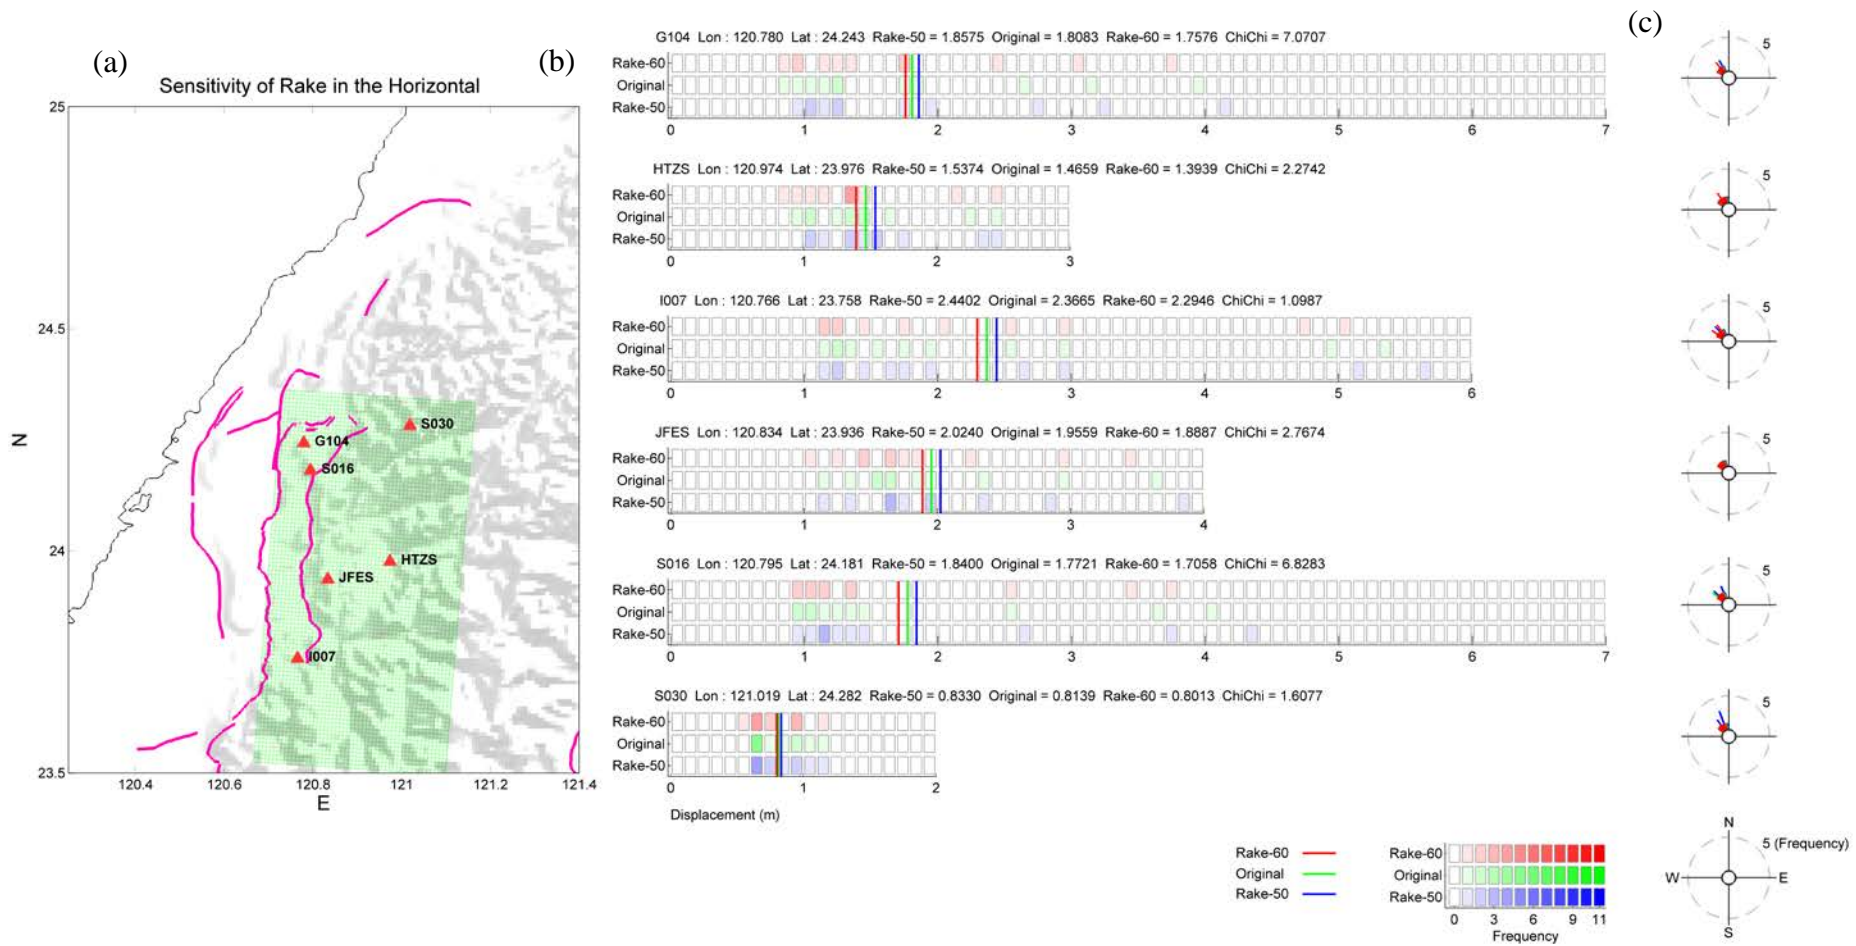 (a)
Sensitivity of Rake in the Horizontal
25
24.5
24
23.5
N
120.4 120.6 120.8 121 121.2 121.4
E
S030
G104
S016
HTZS
JFES
I007
(b)
G104 Lon : 120.780 Lat : 24.243 Rake-50 = 1.8575 Original = 1.8083 Rake-60 = 1.7576 ChiChi = 7.0707
Rake-60
Original
Rake-50
0 1 2 3 4 5 6 7
HTZS Lon : 120.974 Lat : 23.976 Rake-50 = 1.5374 Original = 1.4659 Rake-60 = 1.3939 ChiChi = 2.2742
Rake-60
Original
Rake-50
0 1 2 3
I007 Lon : 120.766 Lat : 23.758 Rake-50 = 2.4402 Original = 2.3665 Rake-60 = 2.2946 ChiChi = 1.0987
Rake-60
Original
Rake-50
0 1 2 3 4 5 6
JFES Lon : 120.834 Lat : 23.936 Rake-50 = 2.0240 Original = 1.9559 Rake-60 = 1.8887 ChiChi = 2.7674
Rake-60
Original
Rake-50
0 1 2 3 4
S016 Lon : 120.795 Lat : 24.181 Rake-50 = 1.8400 Original = 1.7721 Rake-60 = 1.7058 ChiChi = 6.8283
Rake-60
Original
Rake-50
0 1 2 3 4 5 6 7
S030 Lon : 121.019 Lat : 24.282 Rake-50 = 0.8330 Original = 0.8139 Rake-60 = 0.8013 ChiChi = 1.6077
Rake-60
Original
Rake-50
0 1 2
Displacement (m)
Rake-60
Original
Rake-50
Rake-60
Original
Rake-50
0 3 6 9 11
Frequency
(c)
5
5
5
5
5
5
N
5 (Frequency)
W E
S